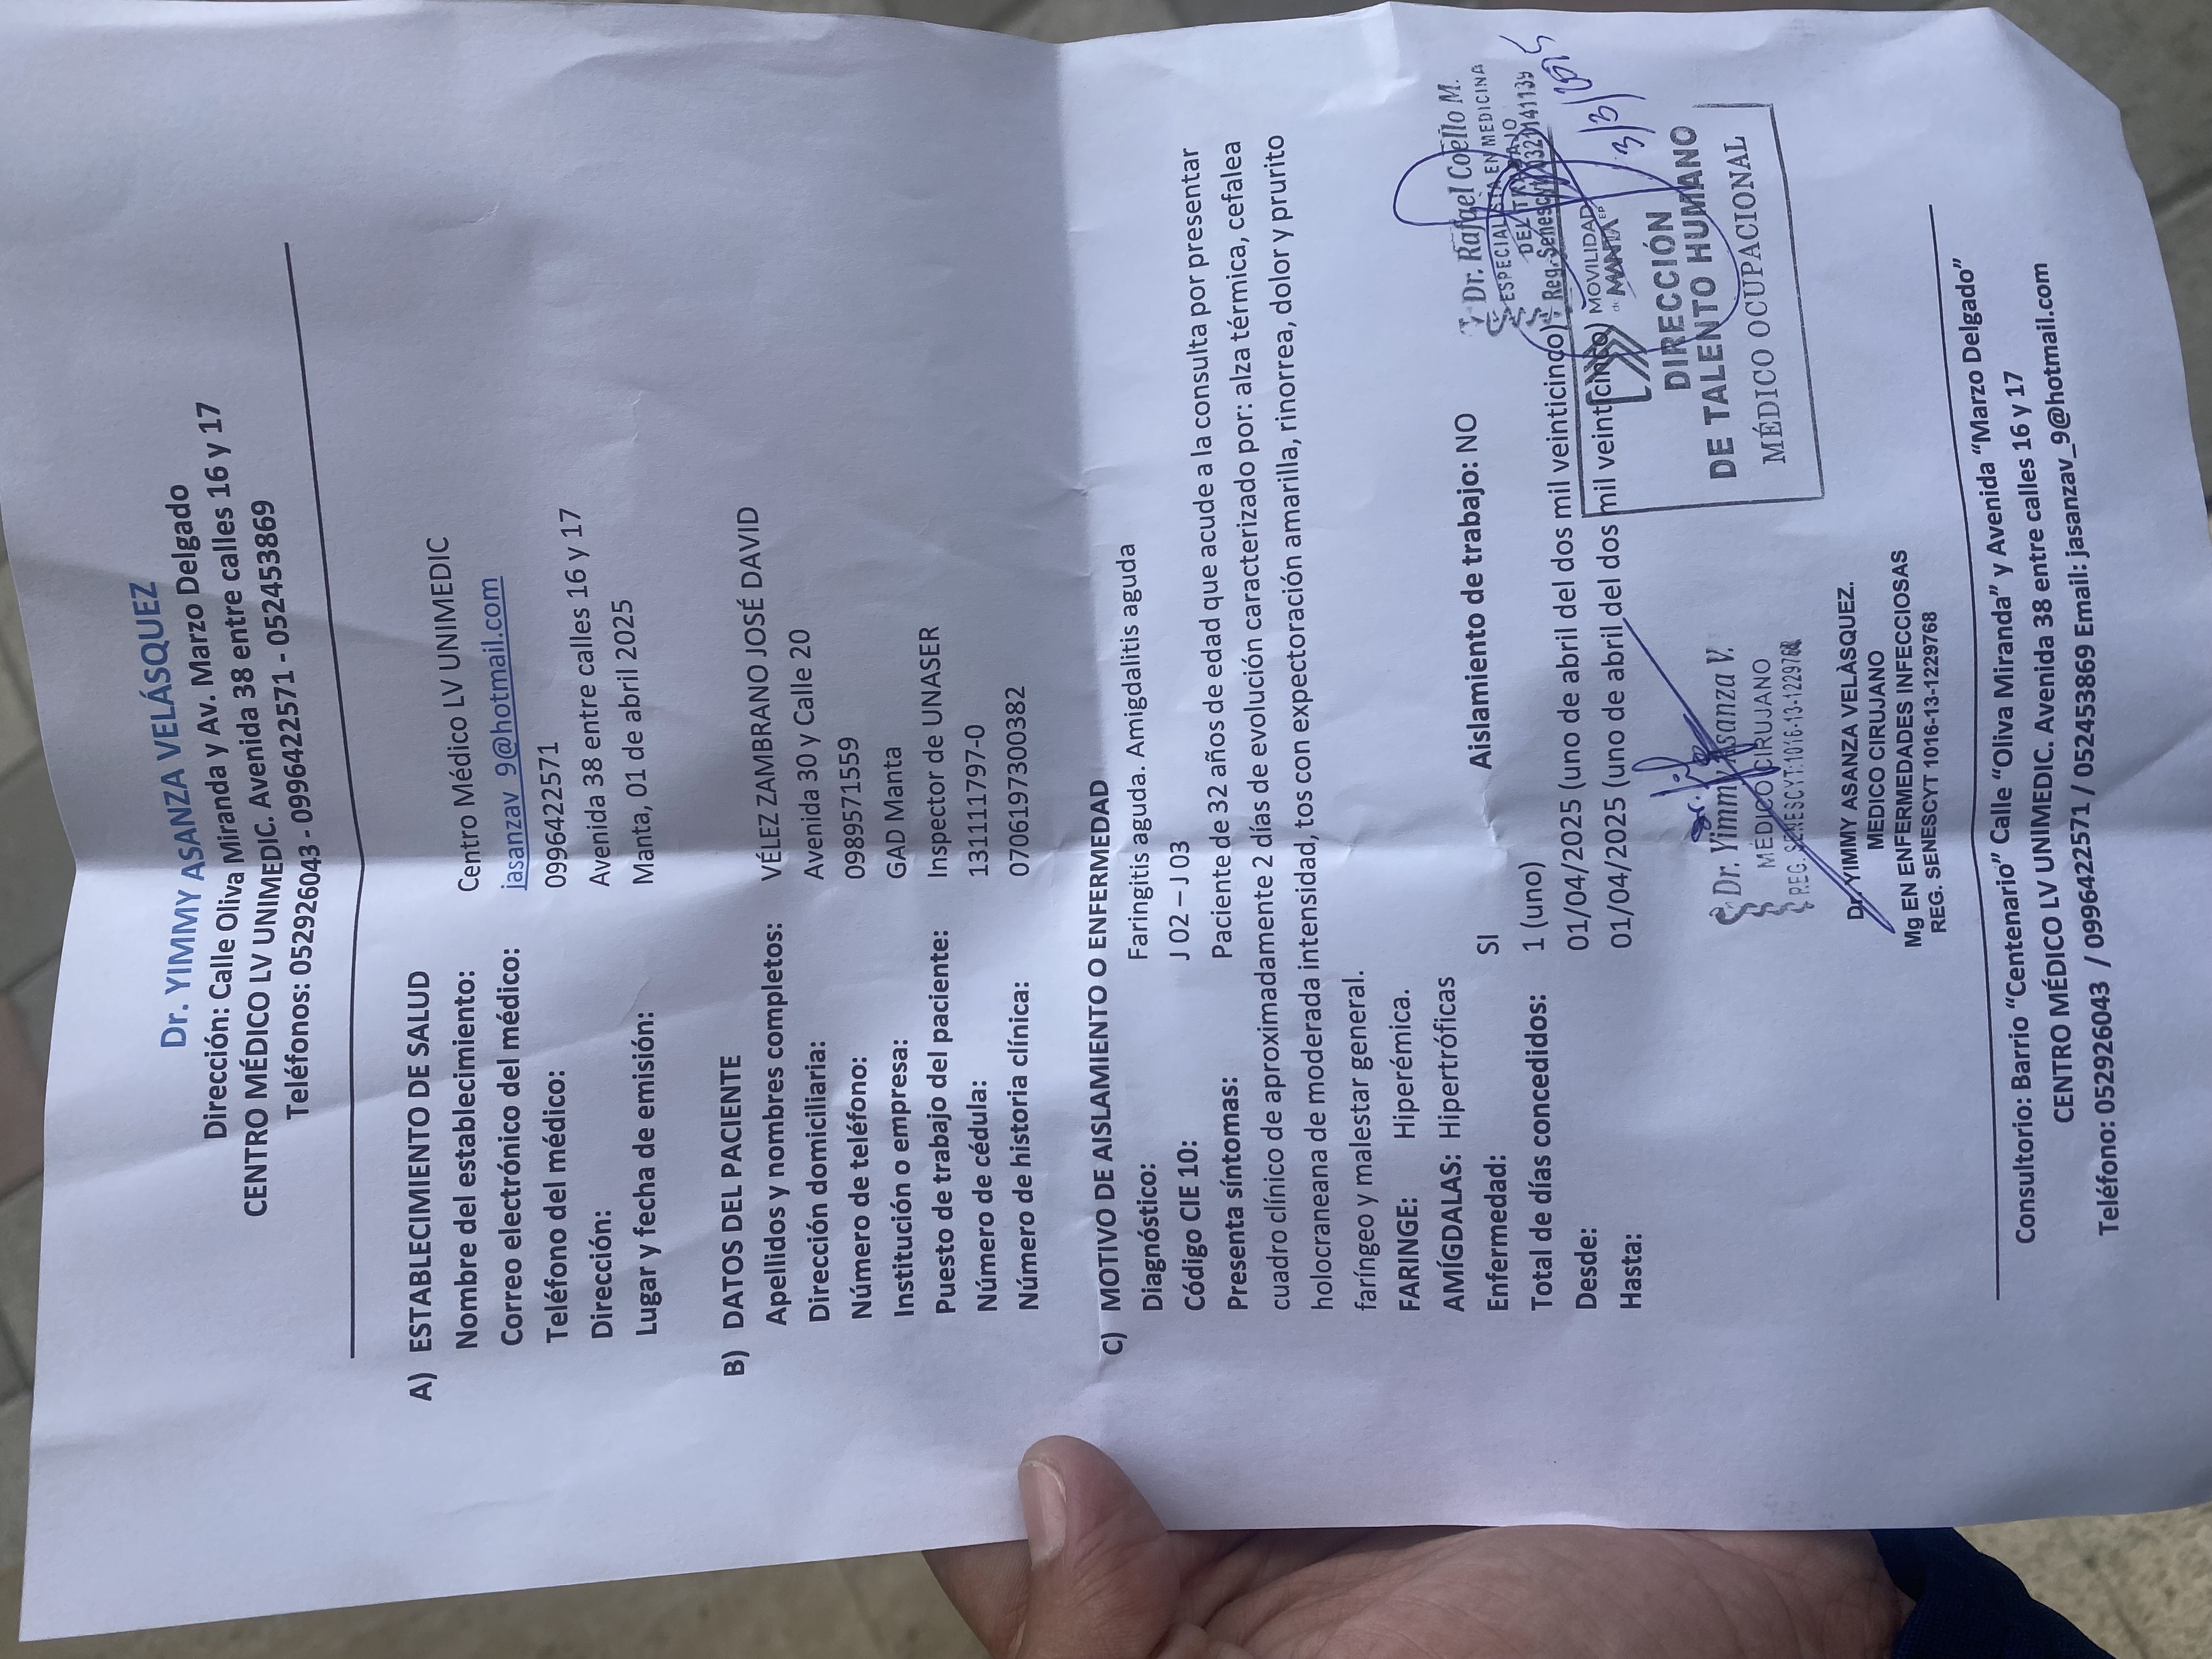 Dr. YIMMY ASANZA VELÁSQUEZ
Dirección: Calle Oliva Miranda y Av. Marzo Delgado
CENTRO MÉDICO LV UNIMEDIC. Avenida 38 entre calles 16 y 17
Teléfonos: 052926043 - 0996422571 - 052453869
A) ESTABLECIMIENTO DE SALUD
Nombre del establecimiento: Centro Médico LV UNIMEDIC
Correo electrónico del médico: jasanzav_9@hotmail.com
Teléfono del médico: 0996422571
Dirección: Avenida 38 entre calles 16 y 17
Lugar y fecha de emisión: Manta, 01 de abril 2025
B) DATOS DEL PACIENTE
Apellidos y nombres completos: VÉLEZ ZAMBRANO JOSÉ DAVID
Dirección domiciliaria: Avenida 30 y Calle 20
Número de teléfono: 0989571559
Institución o empresa: GAD Manta
Puesto de trabajo del paciente: Inspector de UNASER
Número de cédula: 131111797-0
Número de historia clínica: 0706197300382
C) MOTIVO DE AISLAMIENTO O ENFERMEDAD
Diagnóstico: Faringitis aguda. Amigdalitis aguda
Código CIE 10: J 02 – J 03
Presenta síntomas: Paciente de 32 años de edad que acude a la consulta por presentar
cuadro clínico de aproximadamente 2 días de evolución caracterizado por: alza térmica, cefalea
holocraneana de moderada intensidad, tos con expectoración amarilla, rinorrea, dolor y prurito
faríngeo y malestar general.
FARINGE: Hiperémica.
AMÍGDALAS: Hipertróficas
Enfermedad: SI Aislamiento de trabajo: NO
Total de días concedidos: 1 (uno)
Desde: 01/04/2025 (uno de abril del dos mil veinticinco)
Hasta: 01/04/2025 (uno de abril del dos mil veinticinco)
Dr. Rafael Coello M.
ESPECIALISTA EN MEDICINA
DEL TRABAJO
Reg. Senescyt
MOVILIDAD
de MANTA EP
DIRECCIÓN
DE TALENTO HUMANO
MÉDICO OCUPACIONAL
Dr. Yimmy Asanza V.
MÉDICO CIRUJANO
REG. SENESCYT:1016-13-1229768
Dr. YIMMY ASANZA VELÀSQUEZ.
MEDICO CIRUJANO
Mg EN ENFERMEDADES INFECCIOSAS
REG. SENESCYT 1016-13-1229768
Consultorio: Barrio “Centenario” Calle “Oliva Miranda” y Avenida “Marzo Delgado”
CENTRO MÉDICO LV UNIMEDIC. Avenida 38 entre calles 16 y 17
Teléfono: 052926043 / 0996422571 / 052453869 Email: jasanzav_9@hotmail.com